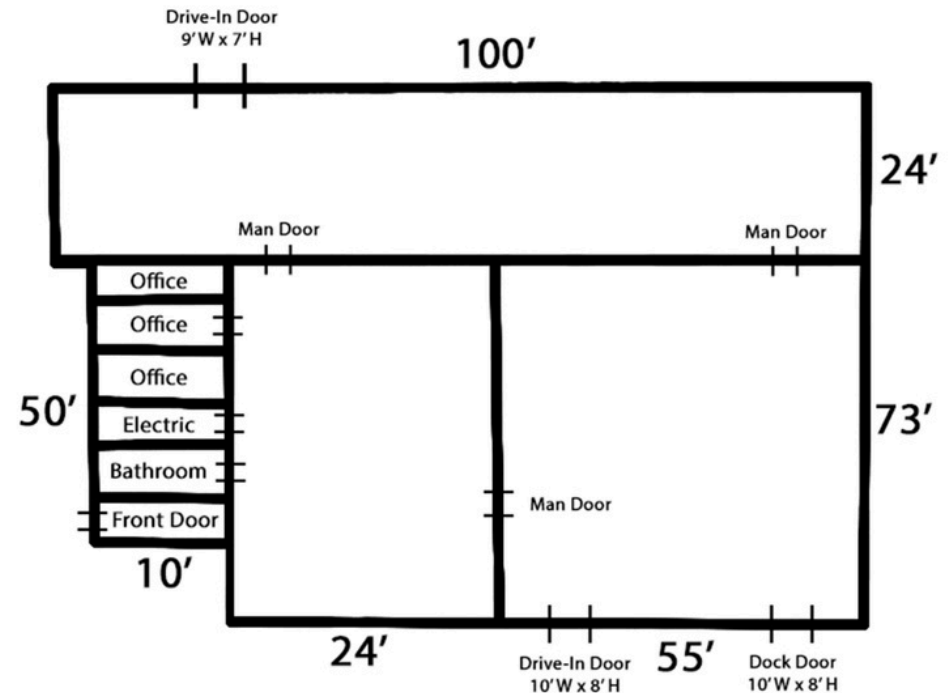 Drive-In Door
9'W x 7'H
100'
24'
Man Door
Man Door
Office
Office
Office
50'
73'
Electric
Bathroom
Man Door
Front Door
10'
24'
55'
Drive-In Door
10'W x 8'H
Dock Door
10'W x 8'H